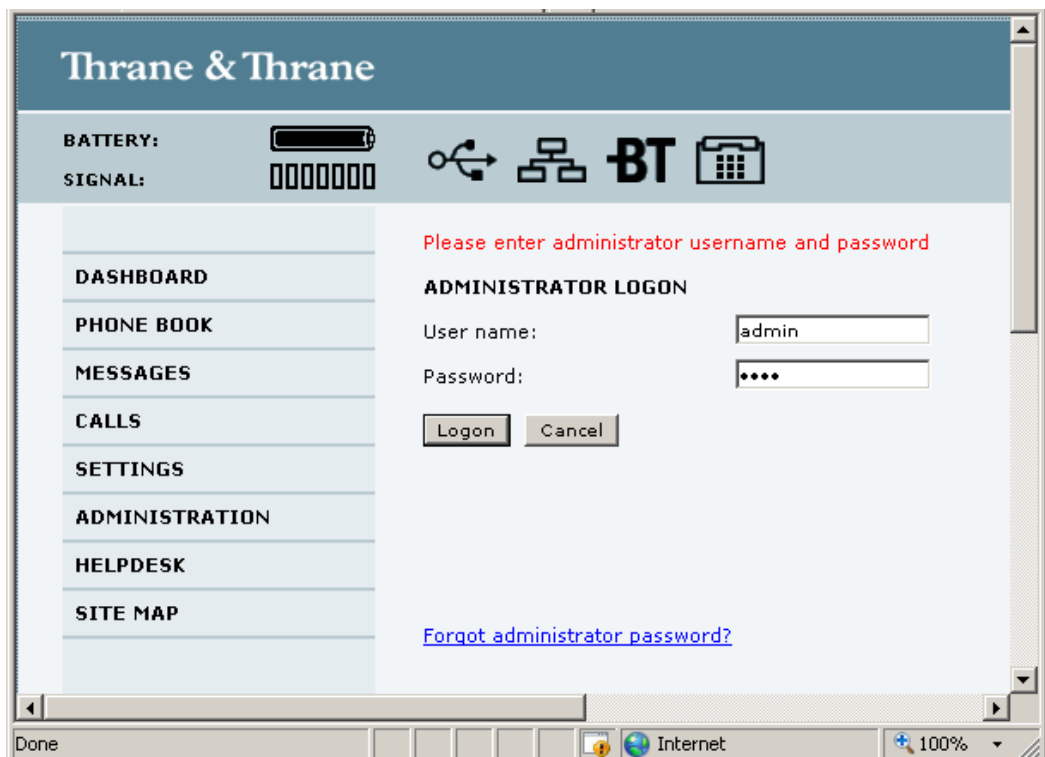 Thrane & Thrane
BATTERY:
SIGNAL:
BT
Please enter administrator username and password
DASHBOARD
ADMINISTRATOR LOGON
PHONE BOOK
User name: admin
MESSAGES
Password: ••••
CALLS
Logon Cancel
SETTINGS
ADMINISTRATION
HELPDESK
SITE MAP
Forgot administrator password?
Done Internet 100%